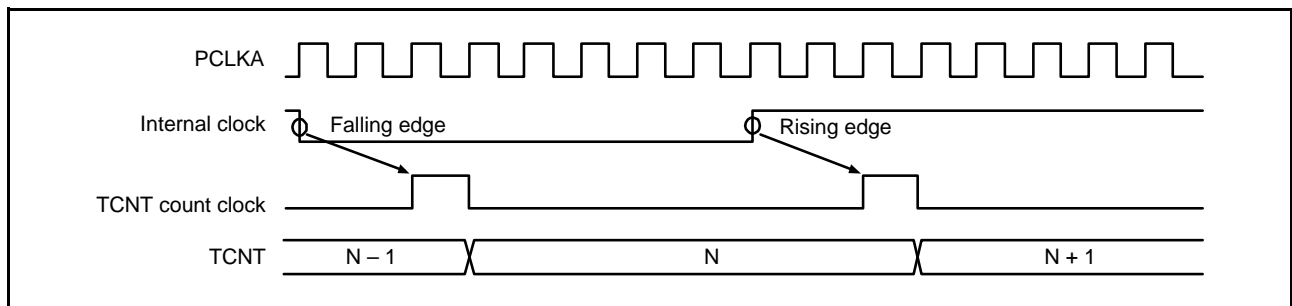 PCLKA
Internal clock Falling edge Rising edge
TCNT count clock
TCNT N – 1 N N + 1